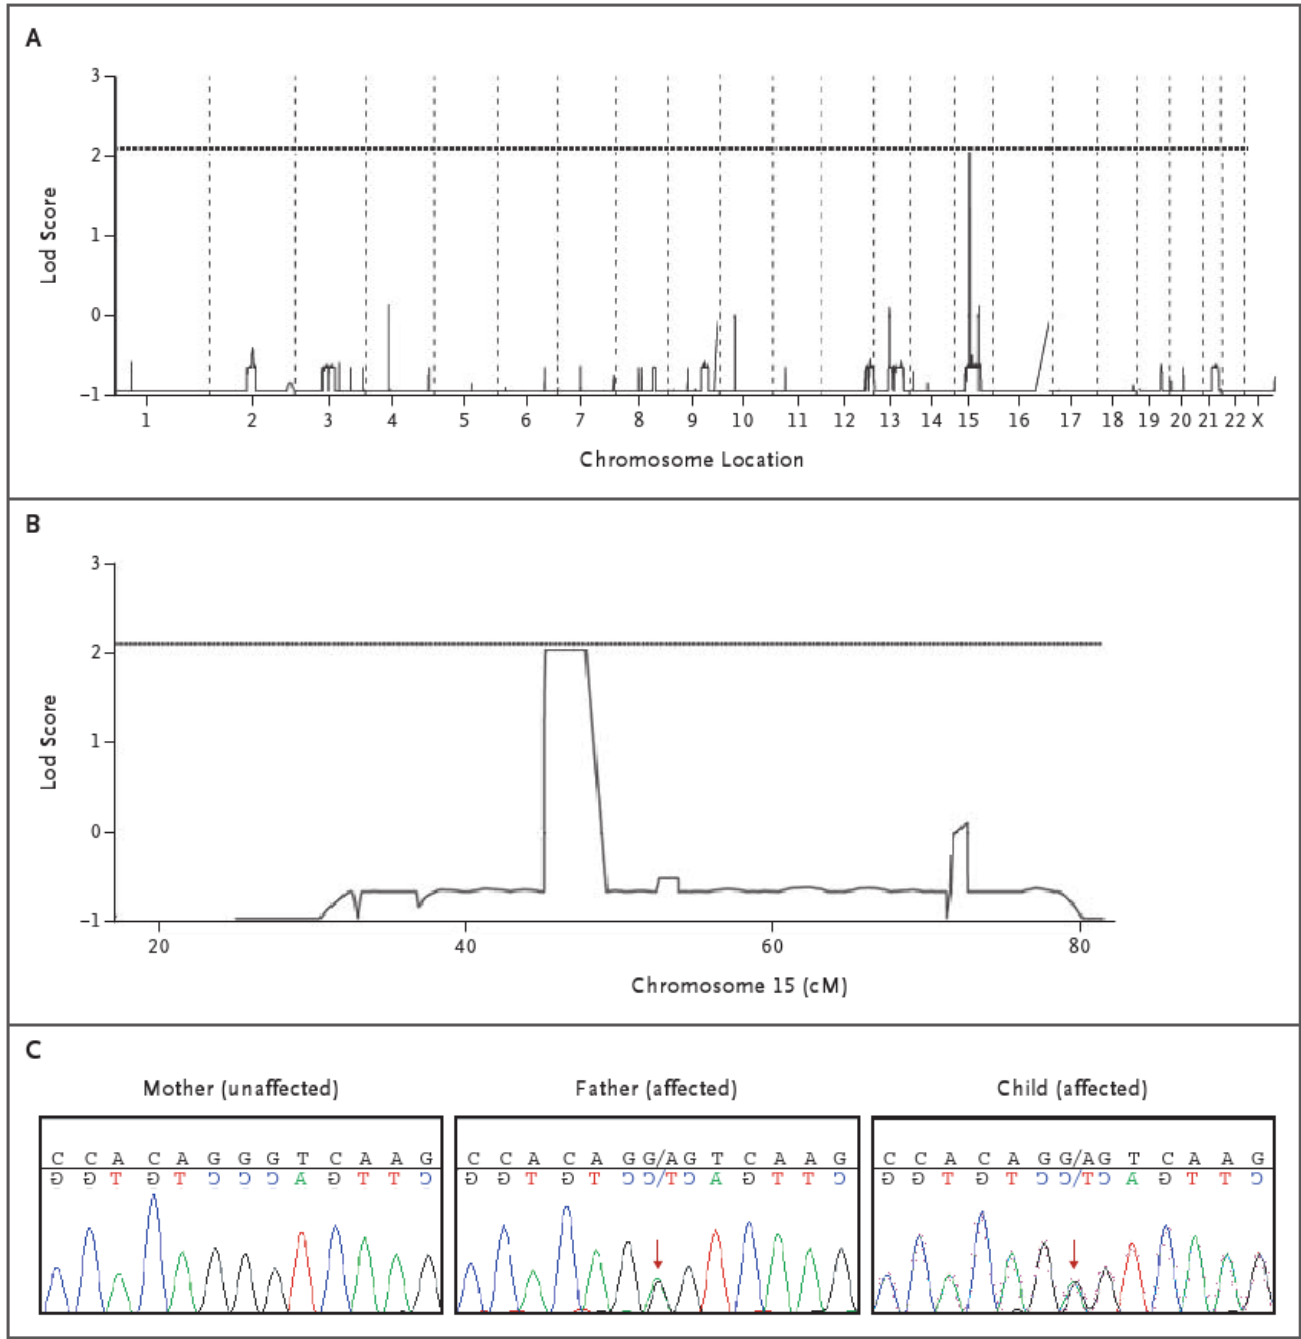 A
3
2
1
0
−1
Lod Score
1 2 3 4 5 6 7 8 9 10 11 12 13 14 15 16 17 18 19 20 21 22 X
Chromosome Location
B
3
2
1
0
−1
Lod Score
20 40 60 80
Chromosome 15 (cM)
C
Mother (unaffected) Father (affected) Child (affected)
C C A C A G G G T C A A G C C A C A G G/A G T C A A G C C A C A G G/A G T C A A G
G G T G T C C C A G T T C G G T G T C C/T C A G T T C G G T G T C C/T C A G T T C